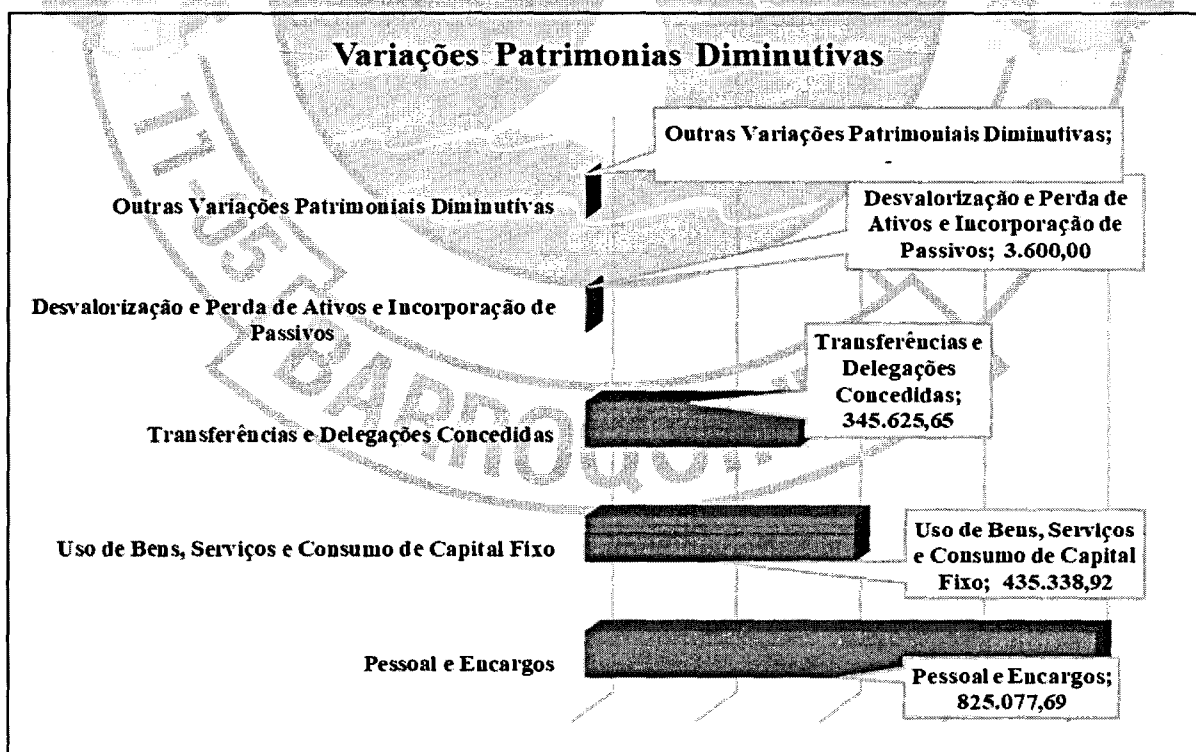 Variações Patrimonias Diminutivas
Outras Variações Patrimoniais Diminutivas;
-
Outras Variações Patrimoniais Diminutivas
Desvalorização e Perda de
Ativos e Incorporação de
Passivos; 3.600,00
Desvalorização e Perda de Ativos e Incorporação de
Passivos
Transferências e
Delegações
Concedidas;
345.625,65
Transferências e Delegações Concedidas
Uso de Bens, Serviços
e Consumo de Capital
Fixo; 435.338,92
Uso de Bens, Serviços e Consumo de Capital Fixo
Pessoal e Encargos
Pessoal e Encargos;
825.077,69